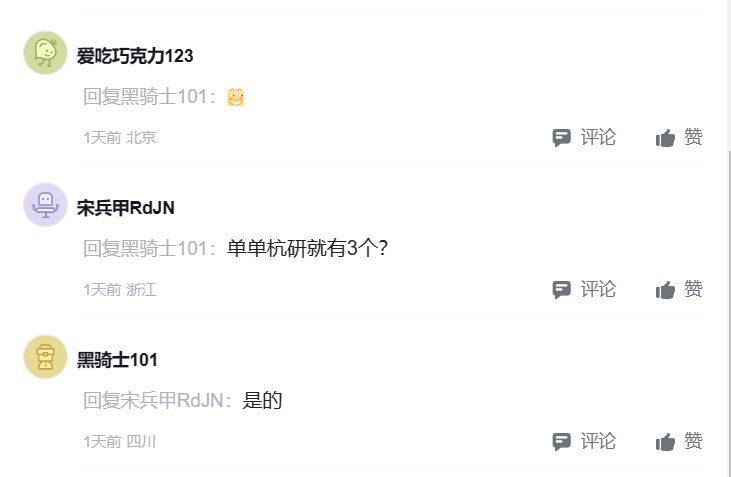 爱吃巧克力123
回复黑骑士101：
1天前 北京 评论 赞
宋兵甲RdJN
回复黑骑士101：单单杭研就有3个？
1天前 浙江 评论 赞
黑骑士101
回复宋兵甲RdJN：是的
1天前 四川 评论 赞